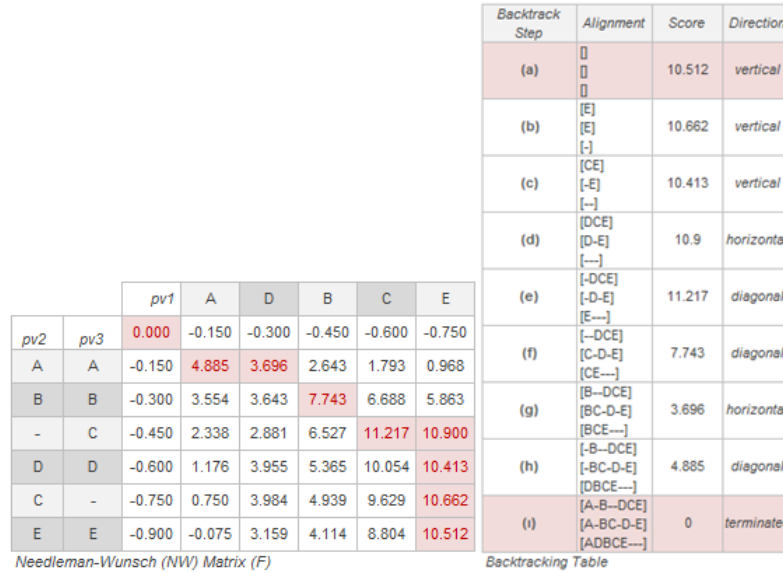 Backtrack Step Alignment Score Direction
(a) [] [] [] 10.512 vertical
(b) [E] [E] [-] 10.662 vertical
(c) [CE] [-E] [--] 10.413 vertical
(d) [DCE] [D-E] [---] 10.9 horizonta
(e) [-DCE] [-D-E] [E---] 11.217 diagonal
(f) [--DCE] [C-D-E] [CE---] 7.743 diagonal
(g) [B--DCE] [BC-D-E] [BCE---] 3.696 horizonta
(h) [-B--DCE] [-BC-D-E] [DBCE---] 4.885 diagonal
(ı) [A-B--DCE] [A-BC-D-E] [ADBCE---] 0 terminate
Backtracking Table
pv1 A D B C E
pv2 pv3 0.000 -0.150 -0.300 -0.450 -0.600 -0.750
A A -0.150 4.885 3.696 2.643 1.793 0.968
B B -0.300 3.554 3.643 7.743 6.688 5.863
- C -0.450 2.338 2.881 6.527 11.217 10.900
D D -0.600 1.176 3.955 5.365 10.054 10.413
C - -0.750 0.750 3.984 4.939 9.629 10.662
E E -0.900 -0.075 3.159 4.114 8.804 10.512
Needleman-Wunsch (NW) Matrix (F)